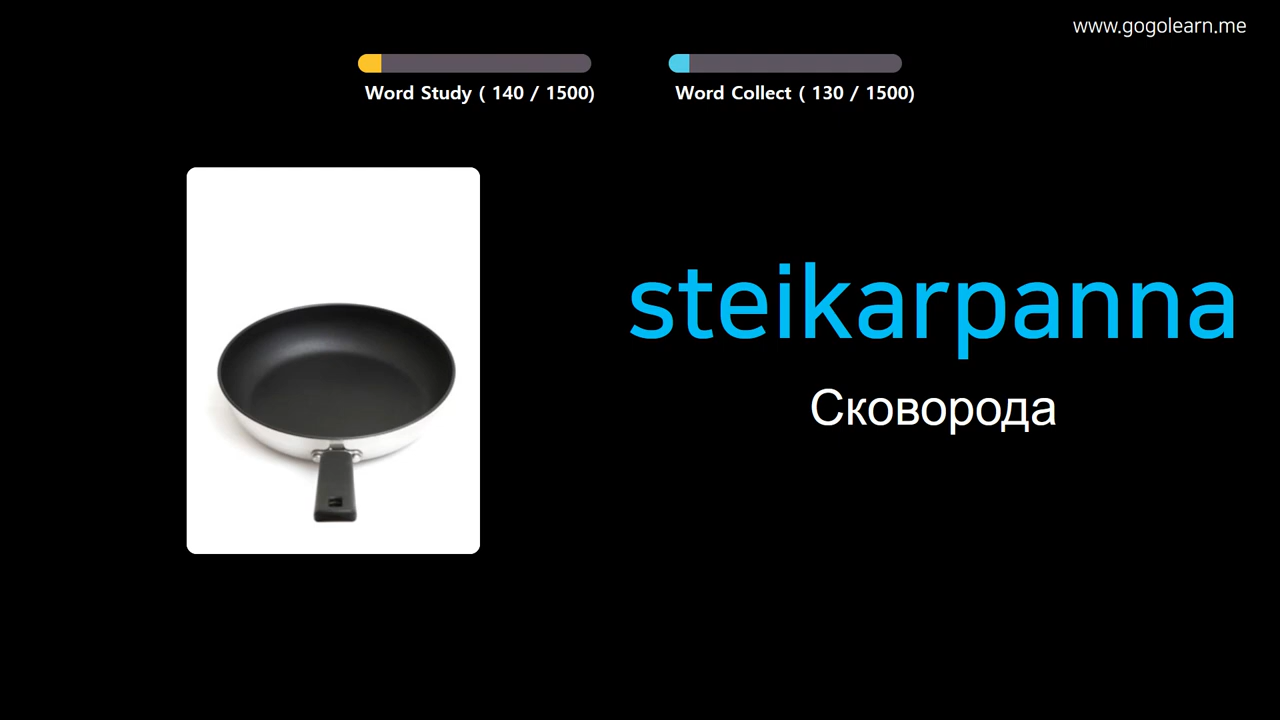 www.gogolearn.me
Word Study ( 140 / 1500)
Word Collect ( 130 / 1500)
steikarpanna
Сковорода